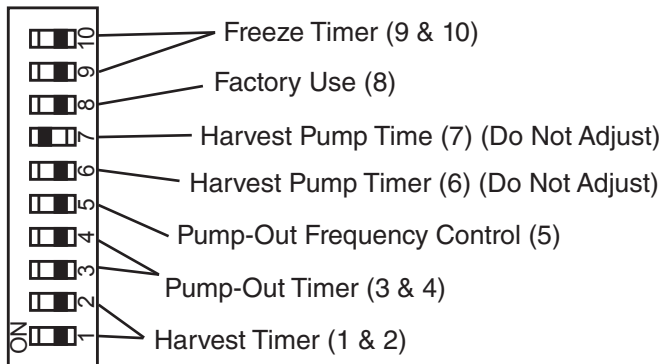 10
Freeze Timer (9 & 10)
9
Factory Use (8)
8
7
Harvest Pump Time (7) (Do Not Adjust)
6
Harvest Pump Timer (6) (Do Not Adjust)
5
Pump-Out Frequency Control (5)
4
3
Pump-Out Timer (3 & 4)
2
ON
1
Harvest Timer (1 & 2)